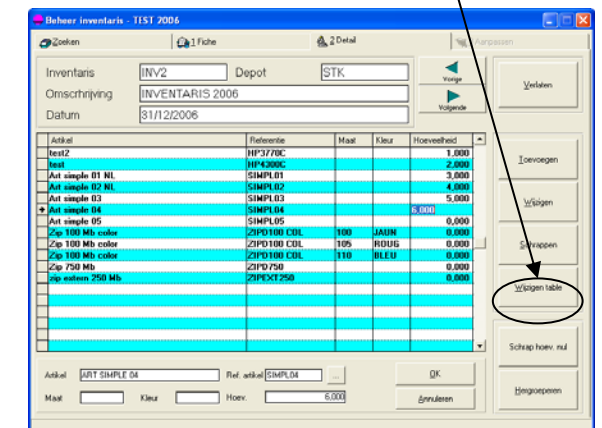 Beheer inventaris - TEST 2006
Zoeken 1 Fiche 2 Detail Aanpassen
Inventaris INV2 Depot STK
Omschrijving INVENTARIS 2006
Datum 31/12/2006
Vorige
Volgende
Verlaten
Artikel Referentie Maat Kleur Hoeveelheid
test2 HP3770C 1,000
test HP4300C 2,000
Art simple 01 NL SIMPL01 3,000
Art simple 02 NL SIMPL02 4,000
Art simple 03 SIMPL03 5,000
Art simple 04 SIMPL04 6,000
Art simple 05 SIMPL05 0,000
Zip 100 Mb color ZIPD100 COL 100 JAUN 0,000
Zip 100 Mb color ZIPD100 COL 105 ROUG 0,000
Zip 100 Mb color ZIPD100 COL 110 BLEU 0,000
Zip 750 Mb ZIPD750 0,000
zip extern 250 Mb ZIPEXT250 0,000
Toevoegen
Wijzigen
Schrappen
Wijzigen table
Schrap hoev. nul
Hergroeperen
Artikel ART SIMPLE 04 Ref. artikel SIMPL04 ...
Maat Kleur Hoev. 6,000
OK
Annuleren